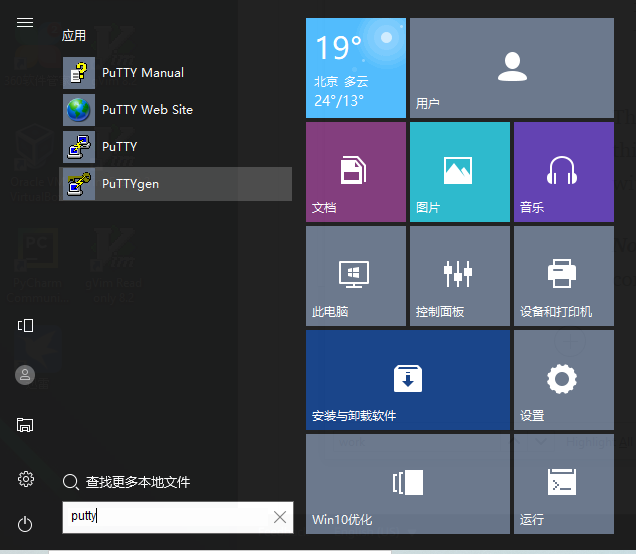 应用
PuTTY Manual
PuTTY Web Site
PuTTY
PuTTYgen
查找更多本地文件
putty
19°
北京 多云
24°/13°
用户
文档
图片
音乐
此电脑
控制面板
设备和打印机
安装与卸载软件
设置
Win10优化
运行